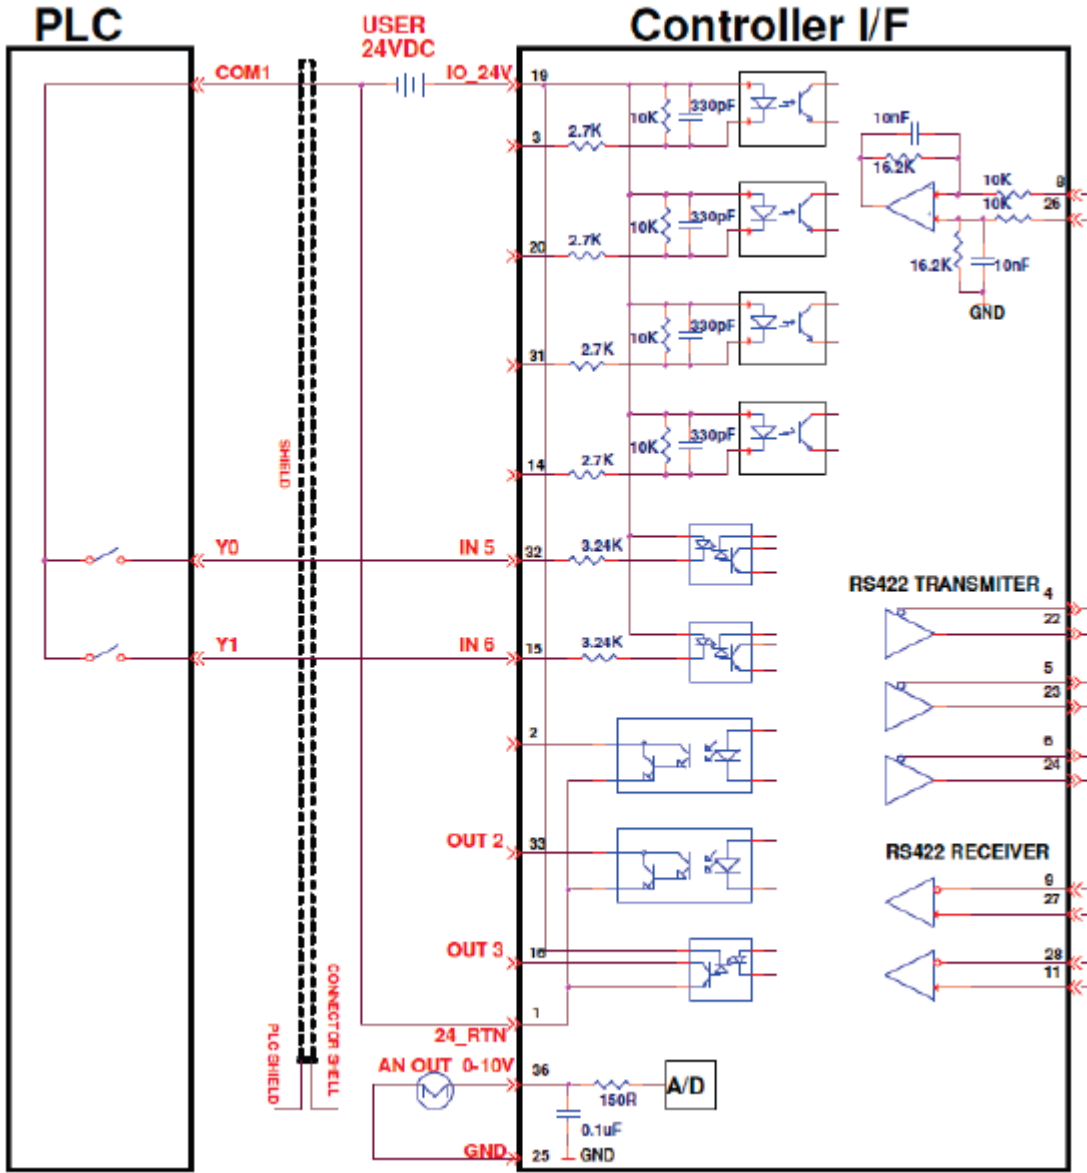 PLC
USER
24VDC
Controller I/F
COM1
IO_24V
19
10K
330pF
3
2.7K
10nF
16.2K
10K
8
10K
26
10K
330pF
20
2.7K
16.2K
10nF
GND
10K
330pF
31
2.7K
10K
330pF
14
2.7K
SHIELD
Y0
IN 5
32
3.24K
RS422 TRANSMITER
4
22
Y1
IN 6
15
3.24K
5
23
2
6
24
OUT 2
33
RS422 RECEIVER
9
27
OUT 3
16
28
11
1
24_RTN
PLC SHIELD
CONNECTOR SHELL
AN OUT 0-10V
36
150R
A/D
0.1uF
GND
25
GND